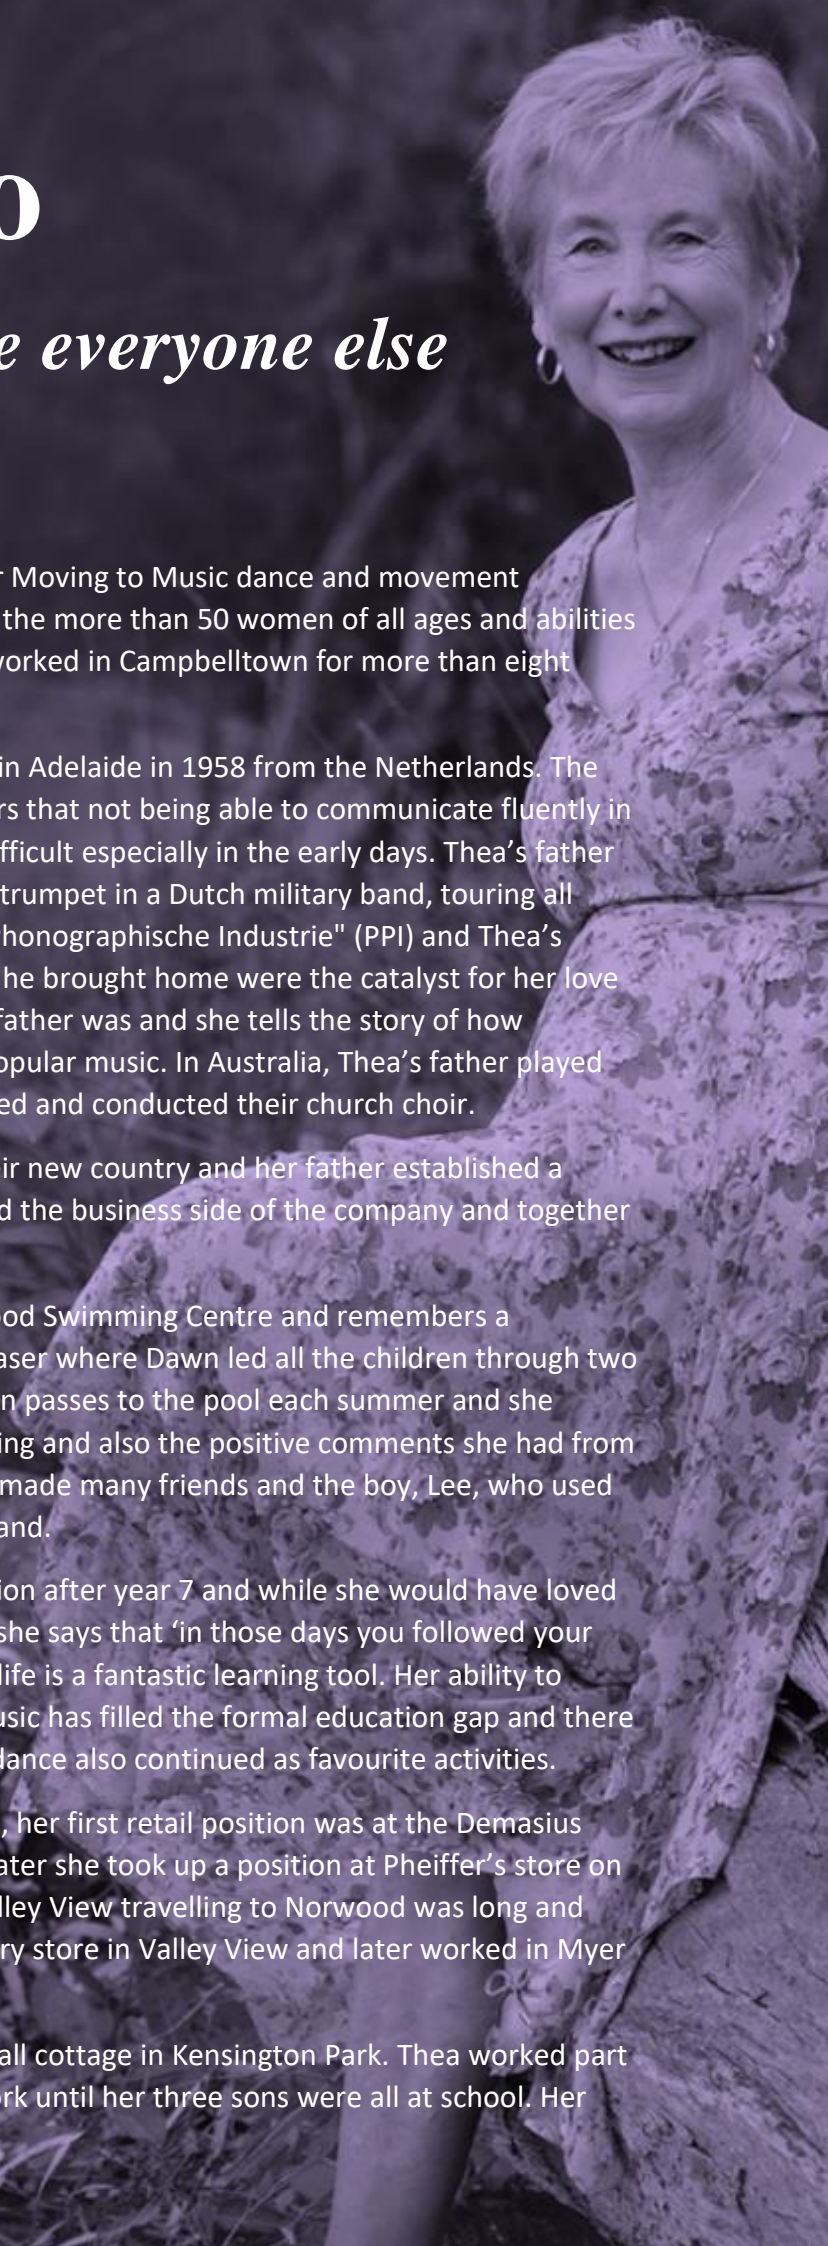 o
e everyone else
r Moving to Music dance and movement
the more than 50 women of all ages and abilities
vorked in Campbelltown for more than eight
in Adelaide in 1958 from the Netherlands. The
rs that not being able to communicate fluently in
fficult especially in the early days. Thea’s father
trumpet in a Dutch military band, touring all
honographische Industrie" (PPI) and Thea’s
he brought home were the catalyst for her love
father was and she tells the story of how
opular music. In Australia, Thea’s father played
ed and conducted their church choir.
ir new country and her father established a
d the business side of the company and together
ood Swimming Centre and remembers a
aser where Dawn led all the children through two
n passes to the pool each summer and she
ing and also the positive comments she had from
made many friends and the boy, Lee, who used
and.
ion after year 7 and while she would have loved
she says that ‘in those days you followed your
life is a fantastic learning tool. Her ability to
usic has filled the formal education gap and there
dance also continued as favourite activities.
, her first retail position was at the Demasius
ater she took up a position at Pheiffer’s store on
lley View travelling to Norwood was long and
ry store in Valley View and later worked in Myer
all cottage in Kensington Park. Thea worked part
ork until her three sons were all at school. Her